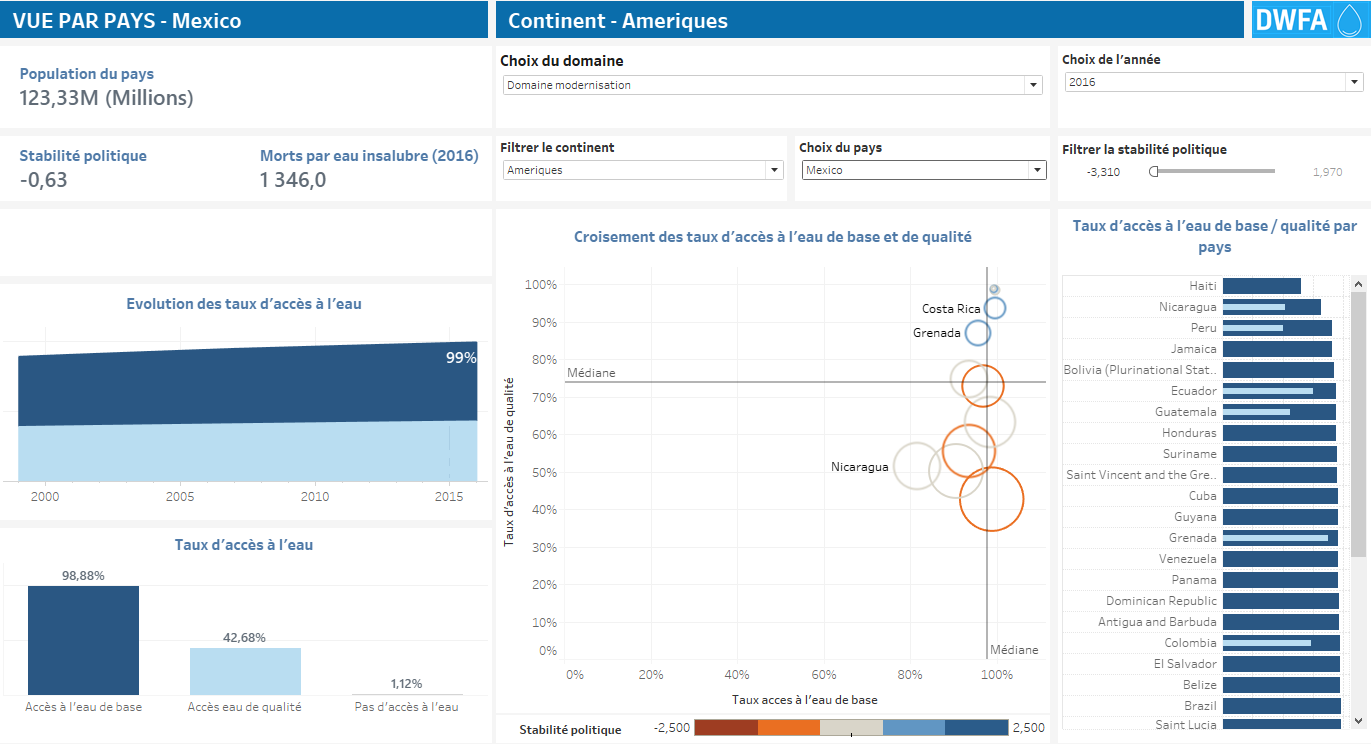 VUE PAR PAYS - Mexico
Continent - Ameriques
DWFA
Population du pays
123,33M (Millions)
Choix du domaine
Domaine modernisation
Choix de l'année
2016
Stabilité politique
-0,63
Morts par eau insalubre (2016)
1 346,0
Filtrer le continent
Ameriques
Choix du pays
Mexico
Filtrer la stabilité politique
-3,310
1,970
Evolution des taux d'accès à l'eau
99%
2000
2005
2010
2015
Taux d'accès à l'eau
98,88%
42,68%
1,12%
Accès à l'eau de base
Accès eau de qualité
Pas d'accès à l'eau
Croisement des taux d'accès à l'eau de base et de qualité
Taux d'accès à l'eau de qualité
100%
90%
80%
70%
60%
50%
40%
30%
20%
10%
0%
Costa Rica
Grenada
Médiane
Nicaragua
Médiane
0%
20%
40%
60%
80%
100%
Taux acces à l'eau de base
Stabilité politique
-2,500
2,500
Taux d'accès à l'eau de base / qualité par
pays
Haiti
Nicaragua
Peru
Jamaica
Bolivia (Plurinational Stat..
Ecuador
Guatemala
Honduras
Suriname
Saint Vincent and the Gre..
Cuba
Guyana
Grenada
Venezuela
Panama
Dominican Republic
Antigua and Barbuda
Colombia
El Salvador
Belize
Brazil
Saint Lucia